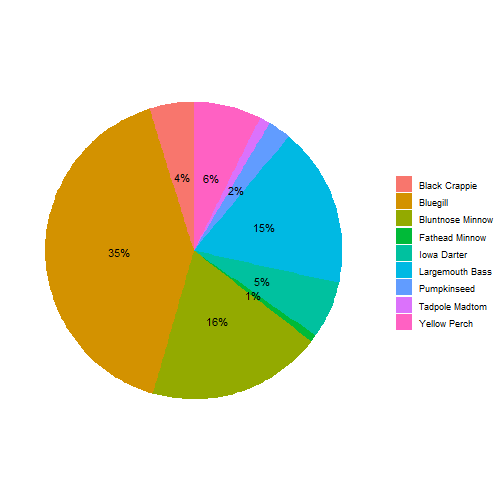 4%
6%
2%
15%
35%
5%
1%
16%
Black Crappie
Bluegill
Bluntnose Minnow
Fathead Minnow
Iowa Darter
Largemouth Bass
Pumpkinseed
Tadpole Madtom
Yellow Perch